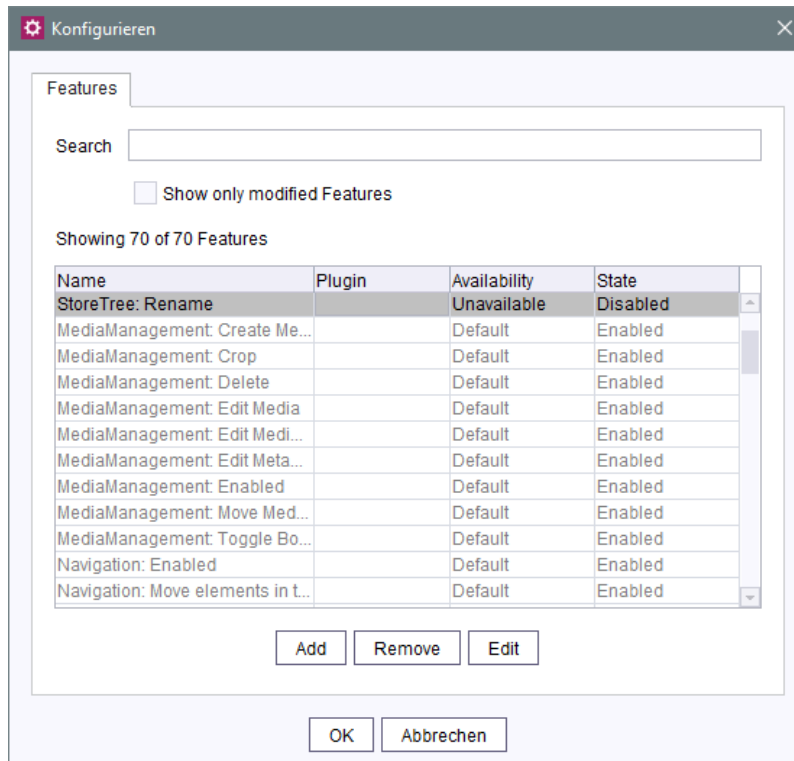 Konfigurieren
Features
Search
Show only modified Features
Showing 70 of 70 Features
Name Plugin Availability State
StoreTree: Rename Unavailable Disabled
MediaManagement: Create Me... Default Enabled
MediaManagement: Crop Default Enabled
MediaManagement: Delete Default Enabled
MediaManagement: Edit Media Default Enabled
MediaManagement: Edit Medi... Default Enabled
MediaManagement: Edit Meta... Default Enabled
MediaManagement: Enabled Default Enabled
MediaManagement: Move Med... Default Enabled
MediaManagement: Toggle Bo... Default Enabled
Navigation: Enabled Default Enabled
Navigation: Move elements in t... Default Enabled
Add Remove Edit
OK Abbrechen